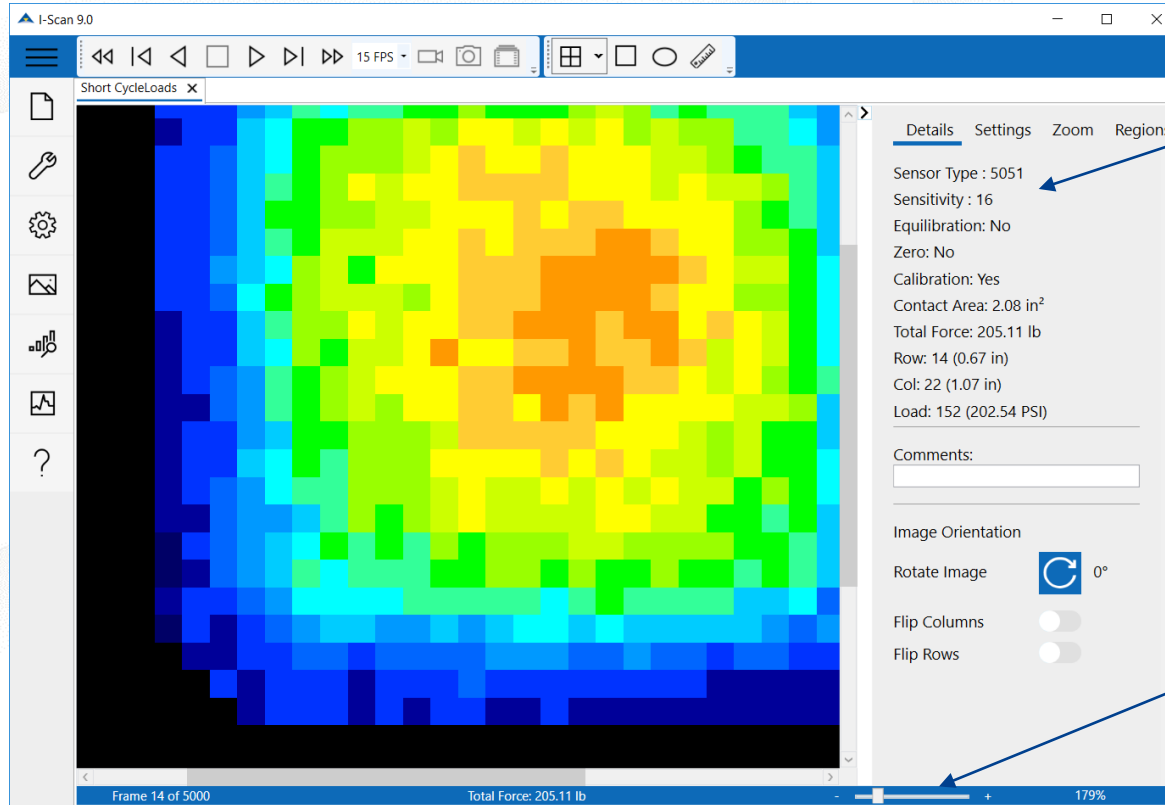 I-Scan 9.0
15 FPS
Short CycleLoads
Details Settings Zoom Regions
Sensor Type : 5051
Sensitivity : 16
Equilibration: No
Zero: No
Calibration: Yes
Contact Area: 2.08 in²
Total Force: 205.11 lb
Row: 14 (0.67 in)
Col: 22 (1.07 in)
Load: 152 (202.54 PSI)
Comments:
Image Orientation
Rotate Image 0°
Flip Columns
Flip Rows
Frame 14 of 5000 Total Force: 205.11 lb - + 179%